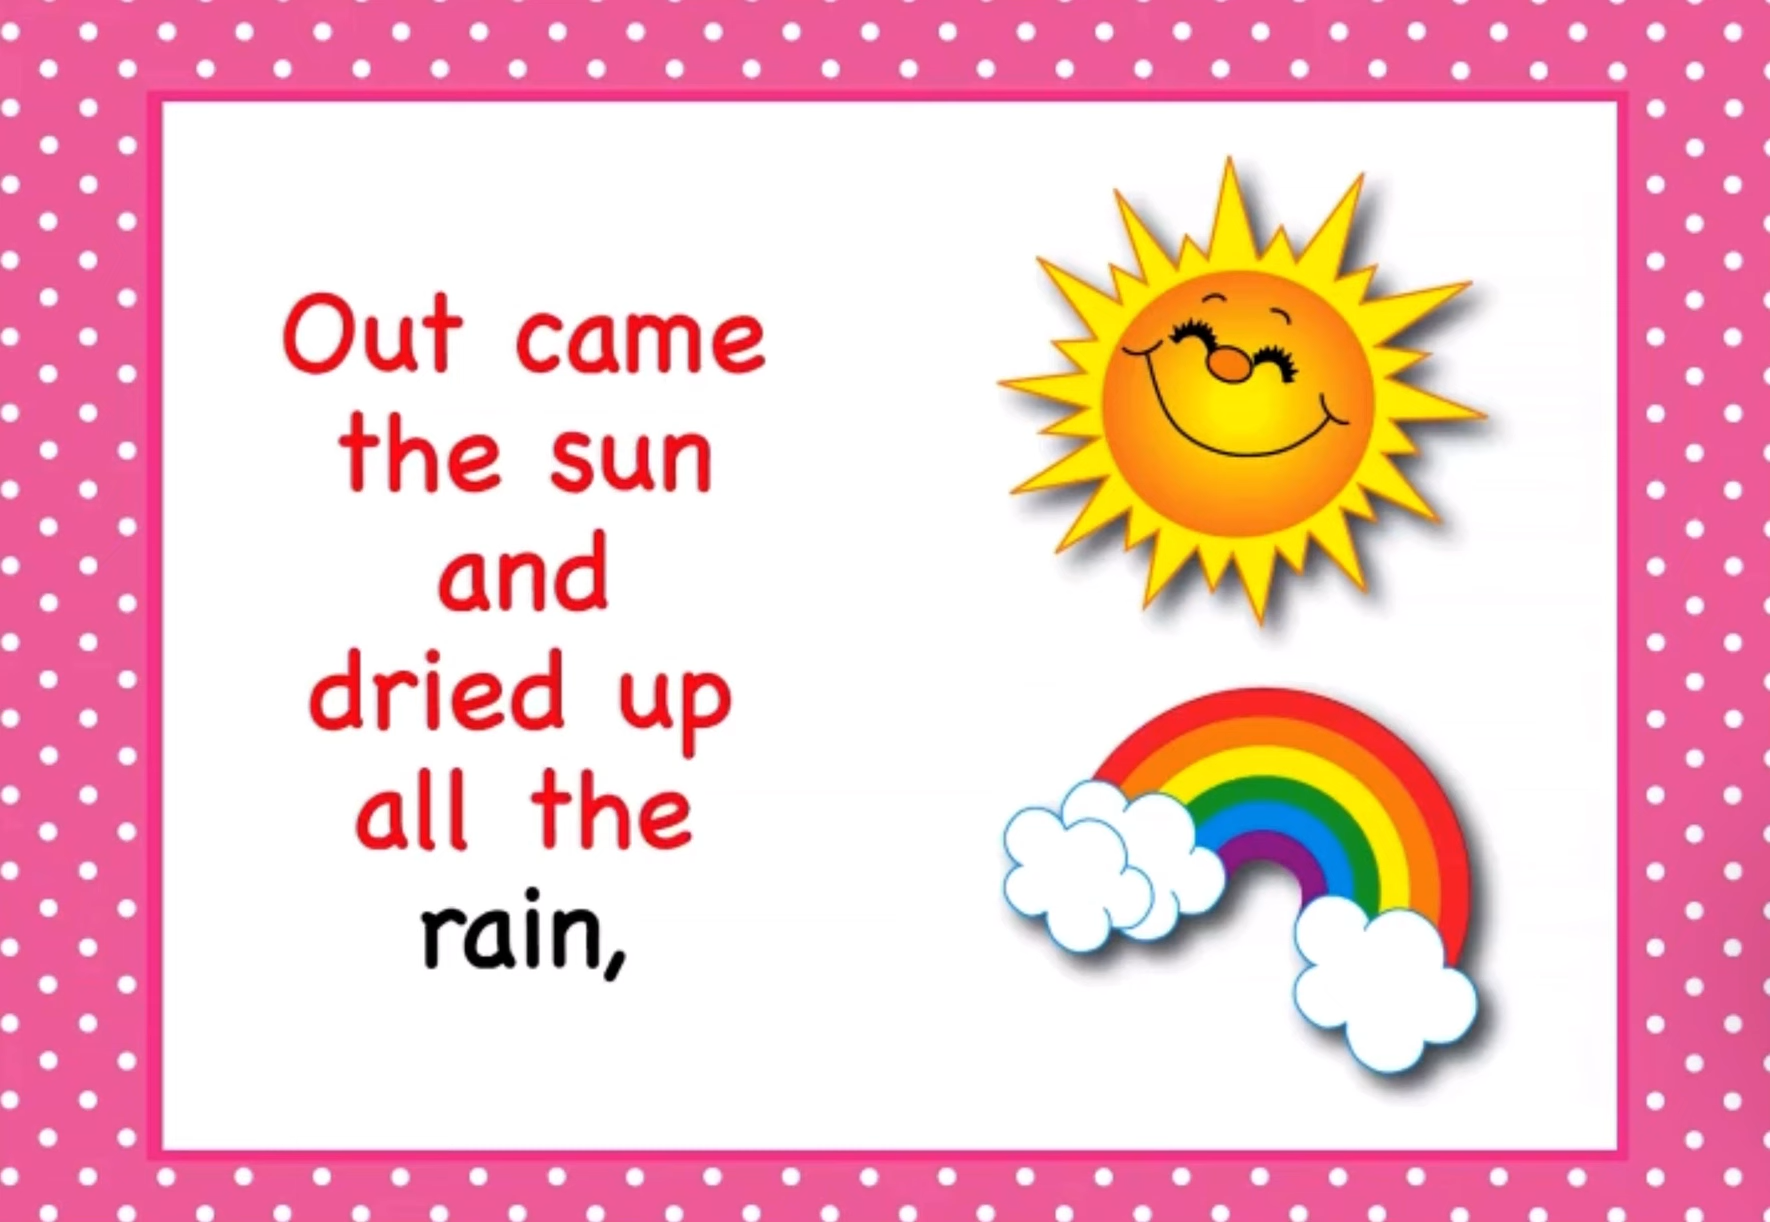 Out came
the sun
and
dried up
all the
rain,